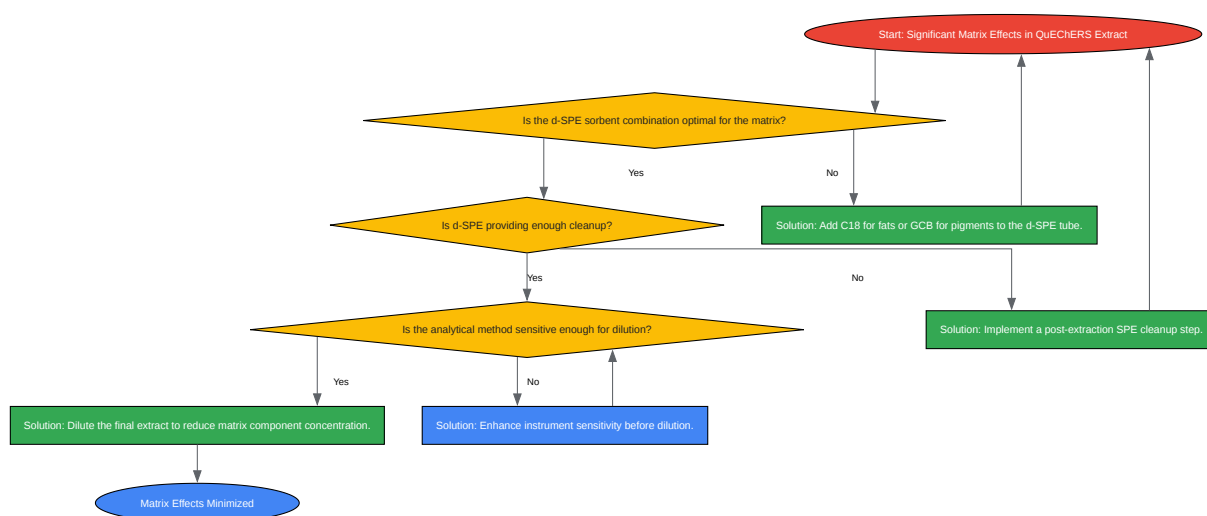 Start: Significant Matrix Effects in QuEChERS Extract
Is the d-SPE sorbent combination optimal for the matrix?
Yes
No
Solution: Add C18 for fats or GCB for pigments to the d-SPE tube.
Is d-SPE providing enough cleanup?
Yes
No
Solution: Implement a post-extraction SPE cleanup step.
Is the analytical method sensitive enough for dilution?
Yes
No
Solution: Dilute the final extract to reduce matrix component concentration.
Solution: Enhance instrument sensitivity before dilution.
Matrix Effects Minimized